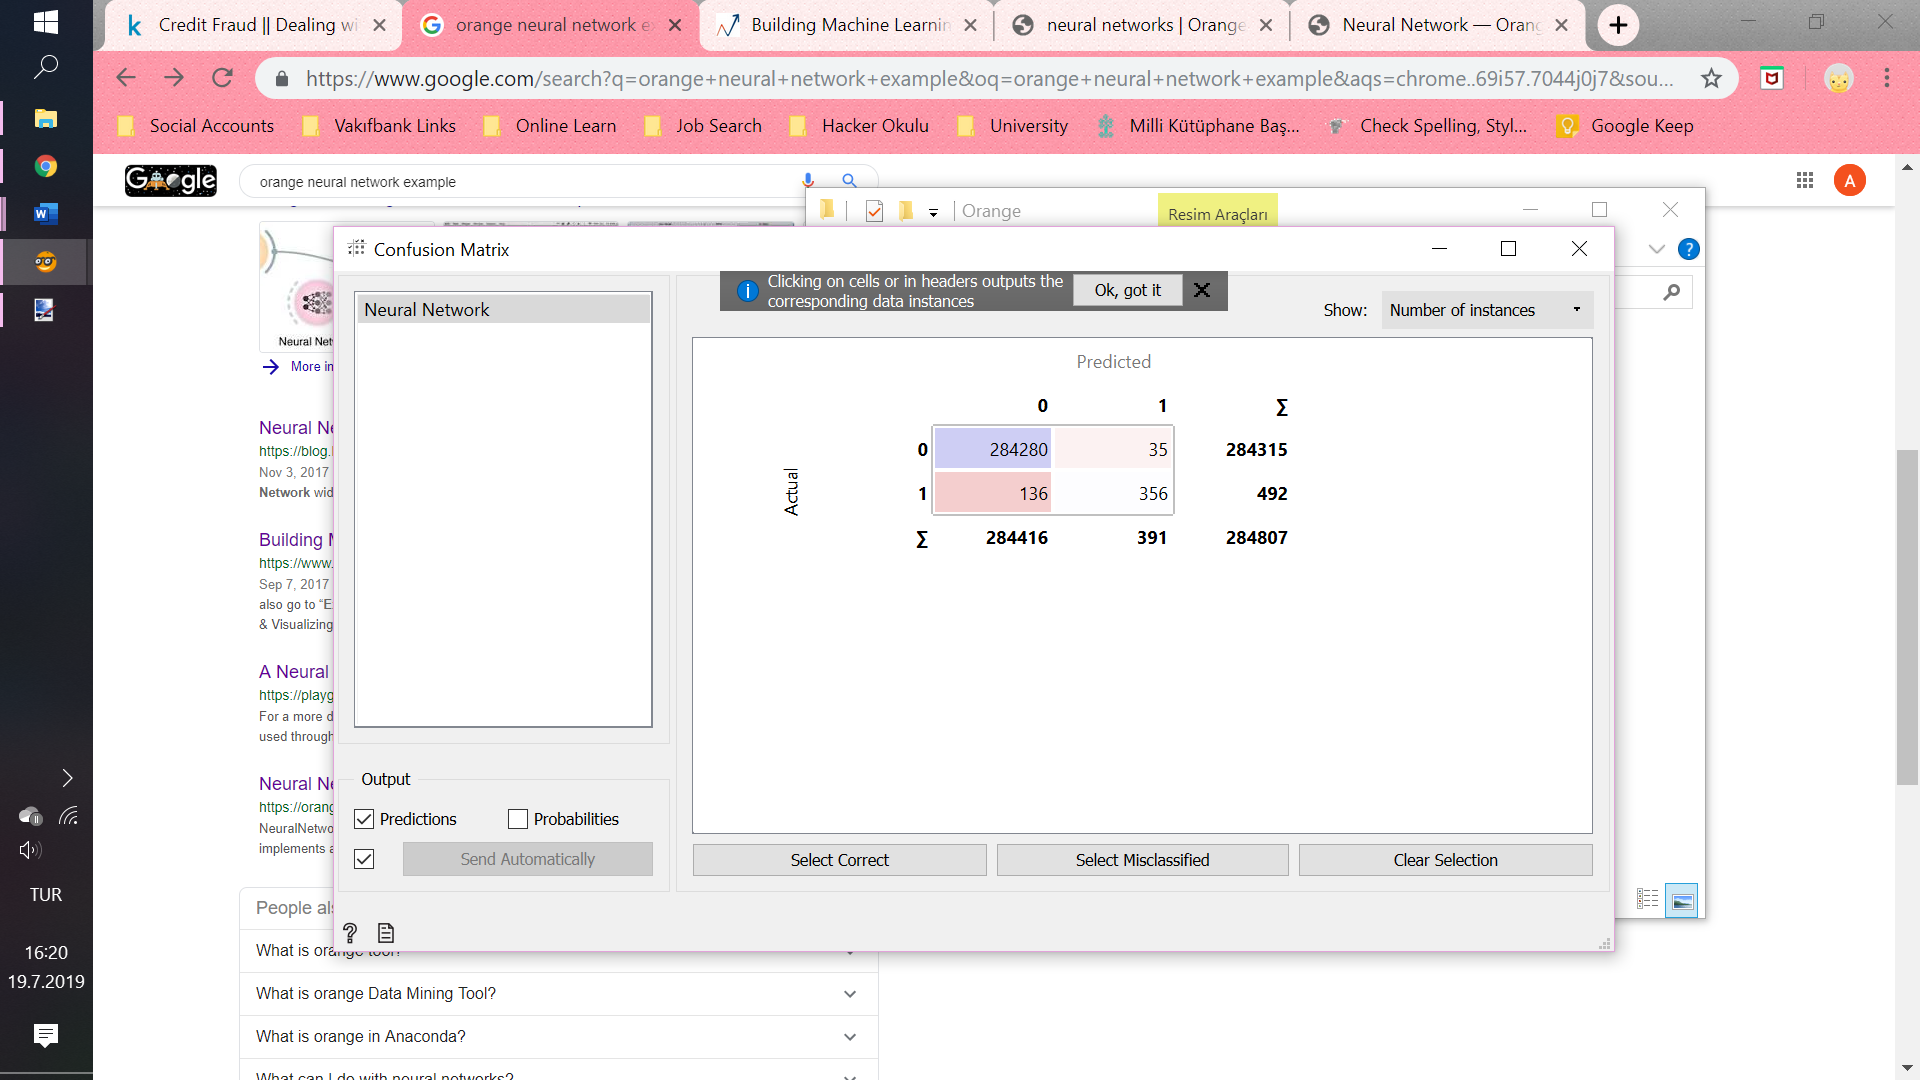 Credit Fraud || Dealing wi
orange neural network ex
Building Machine Learnin
neural networks | Orange
Neural Network — Orang
https://www.google.com/search?q=orange+neural+network+example&oq=orange+neural+network+example&aqs=chrome..69i57.7044j0j7&sou...
Social Accounts
Vakıfbank Links
Online Learn
Job Search
Hacker Okulu
University
Milli Kütüphane Baş...
Check Spelling, Styl...
Google Keep
Google
orange neural network example
A
Orange
Resim Araçları
Neural Net
More in
Neural Ne
https://blog.
Nov 3, 2017
Network wid
Building M
https://www.
Sep 7, 2017
also go to "E
& Visualizing
A Neural
https://playg
For a more d
used through
Neural Ne
https://orang
NeuralNetwo
implements a
Confusion Matrix
Clicking on cells or in headers outputs the
corresponding data instances
Ok, got it
Neural Network
Show: Number of instances
Predicted
0 1 ∑
Actual
0 284280 35 284315
1 136 356 492
∑ 284416 391 284807
Output
Predictions Probabilities
Send Automatically
Select Correct
Select Misclassified
Clear Selection
People als
What is orange tool?
What is orange Data Mining Tool?
What is orange in Anaconda?
What can I do with neural networks?
TUR
16:20
19.7.2019